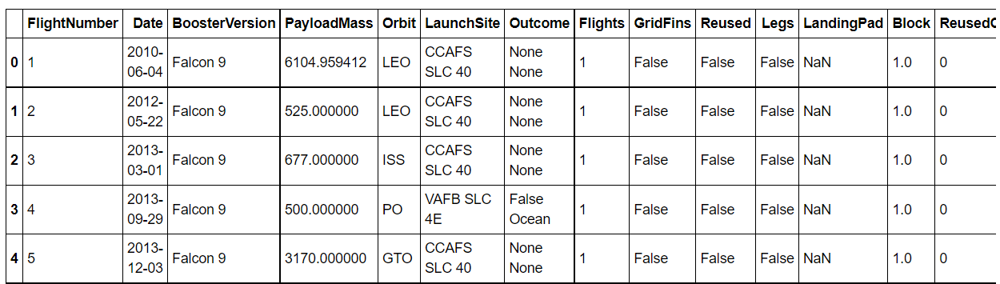 FlightNumber Date BoosterVersion PayloadMass Orbit LaunchSite Outcome Flights GridFins Reused Legs LandingPad Block ReusedC
0 1 2010-06-04 Falcon 9 6104.959412 LEO CCAFS SLC 40 None None 1 False False False NaN 1.0 0
1 2 2012-05-22 Falcon 9 525.000000 LEO CCAFS SLC 40 None None 1 False False False NaN 1.0 0
2 3 2013-03-01 Falcon 9 677.000000 ISS CCAFS SLC 40 None None 1 False False False NaN 1.0 0
3 4 2013-09-29 Falcon 9 500.000000 PO VAFB SLC 4E False Ocean 1 False False False NaN 1.0 0
4 5 2013-12-03 Falcon 9 3170.000000 GTO CCAFS SLC 40 None None 1 False False False NaN 1.0 0